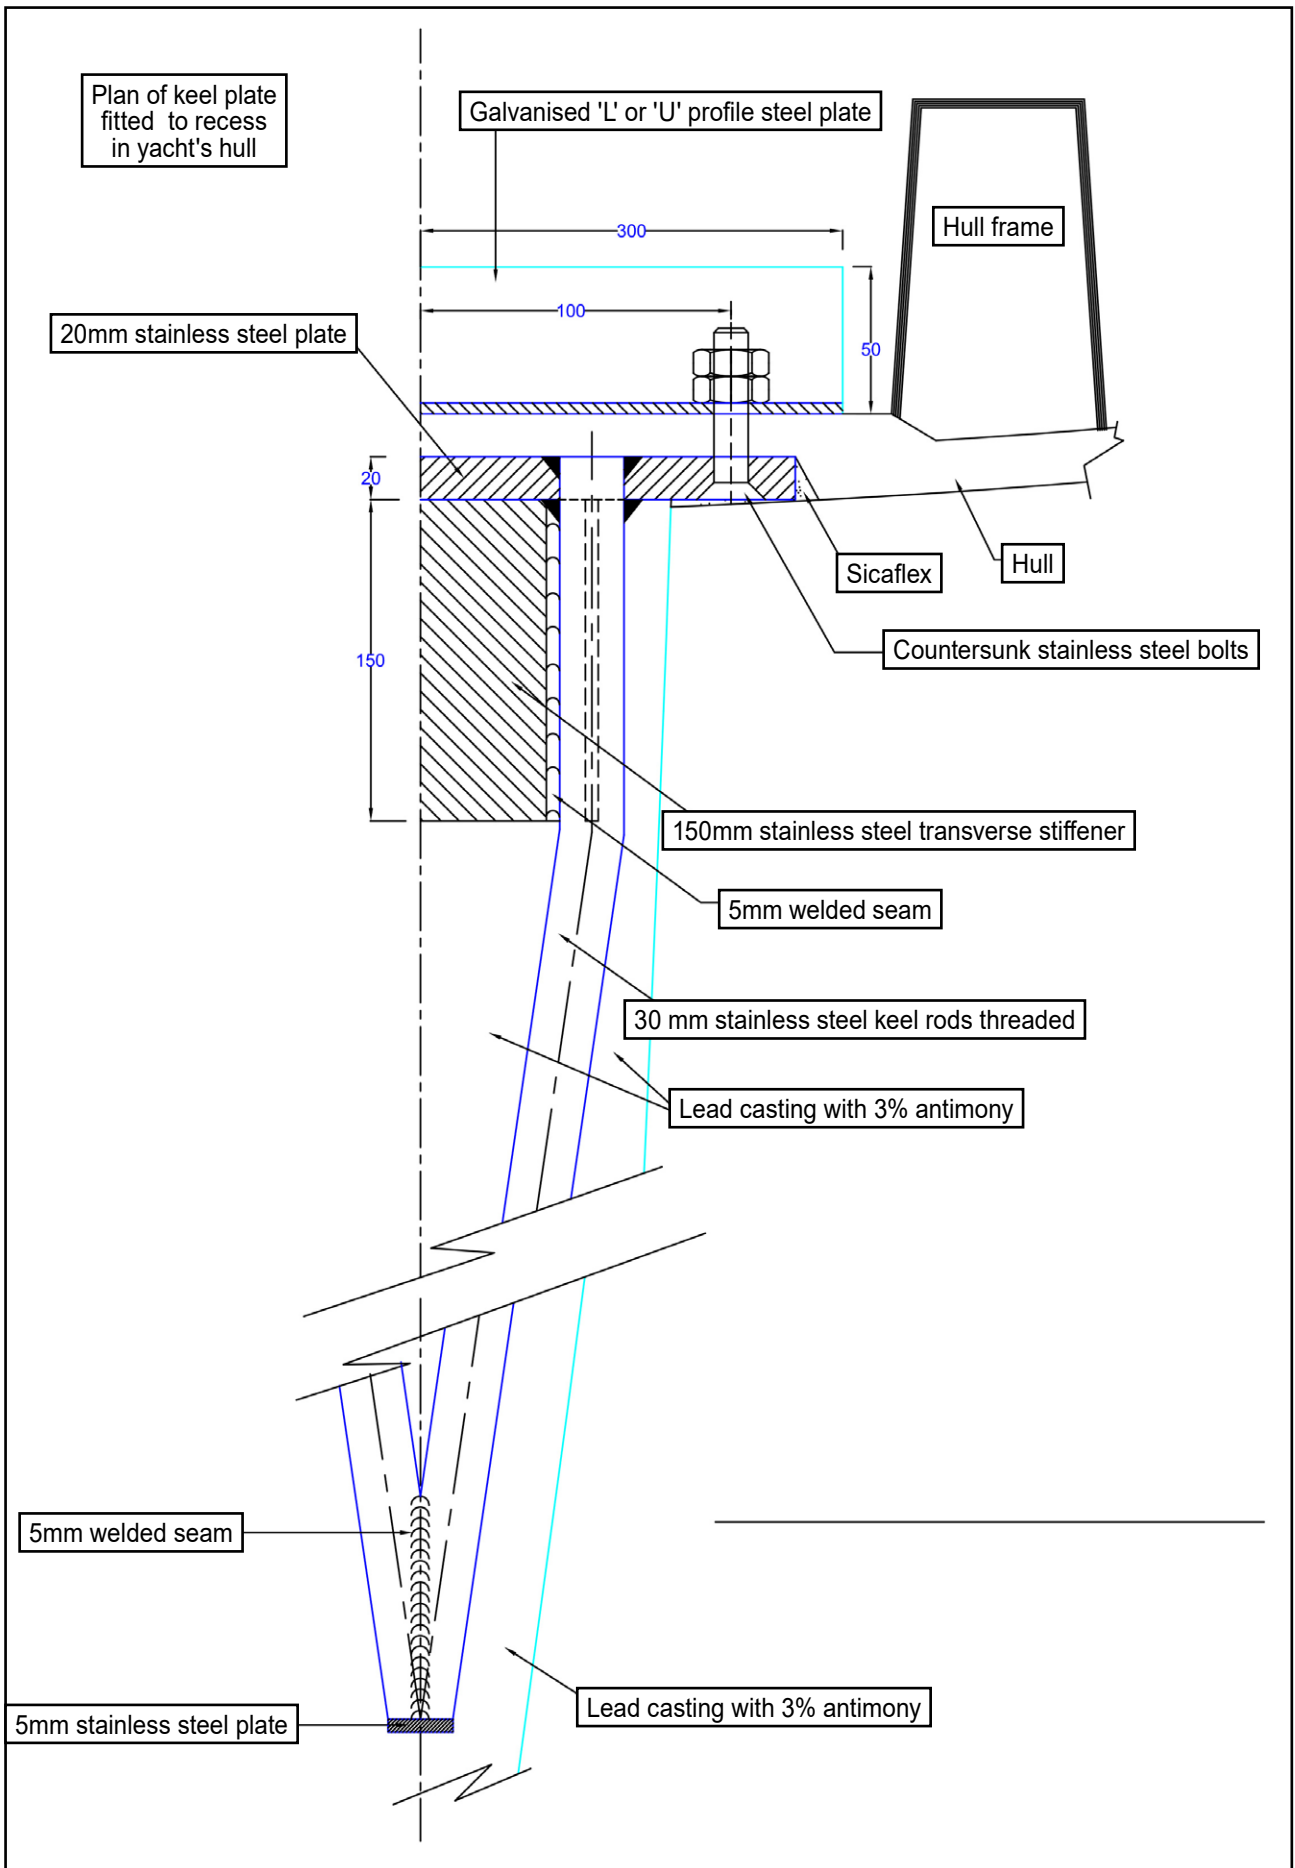 Plan of keel plate
fitted to recess
in yacht's hull
Galvanised 'L' or 'U' profile steel plate
Hull frame
300
100
20mm stainless steel plate
50
20
Sicaflex
Hull
Countersunk stainless steel bolts
150
150mm stainless steel transverse stiffener
5mm welded seam
30 mm stainless steel keel rods threaded
Lead casting with 3% antimony
5mm welded seam
Lead casting with 3% antimony
5mm stainless steel plate